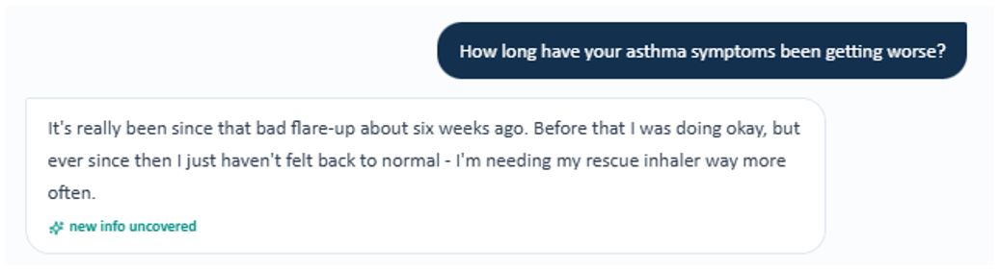 How long have your asthma symptoms been getting worse?
It's really been since that bad flare-up about six weeks ago. Before that I was doing okay, but
ever since then I just haven't felt back to normal - I'm needing my rescue inhaler way more
often.
new info uncovered